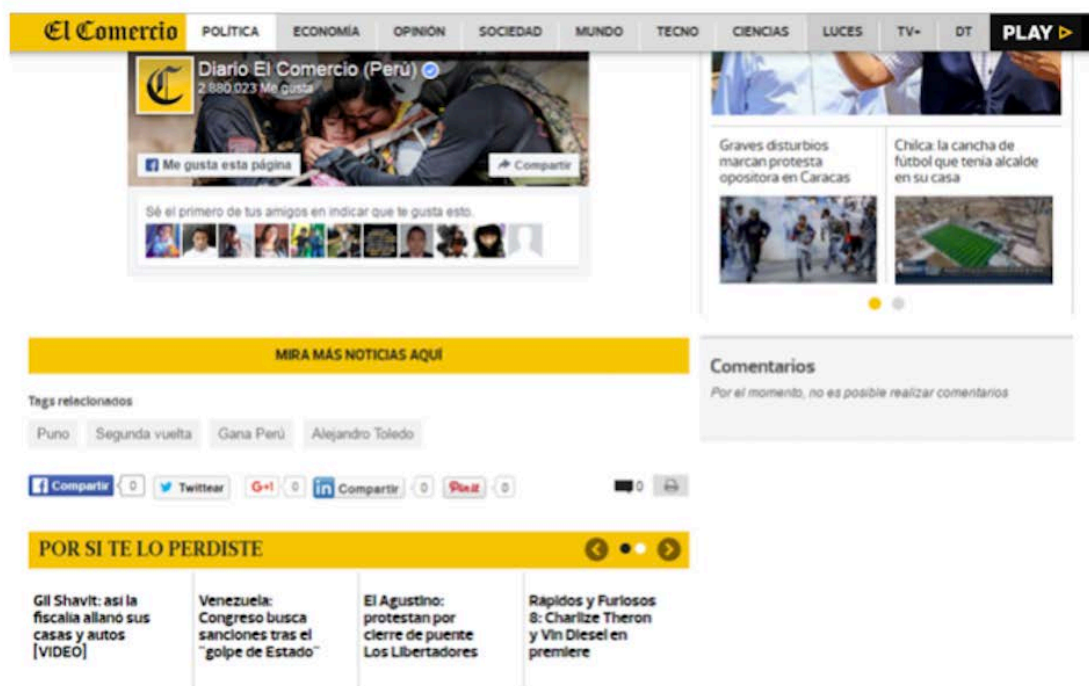 El Comercio POLÍTICA ECONOMÍA OPINIÓN SOCIEDAD MUNDO TECNO CIENCIAS LUCES TV+ DT PLAY
Diario El Comercio (Perú)
2 880 023 Me gusta
Me gusta esta página
Compartir
Sé el primero de tus amigos en indicar que te gusta esto.
Graves disturbios
marcan protesta
opositora en Caracas
Chilca: la cancha de
fútbol que tenía alcalde
en su casa
MIRA MÁS NOTICIAS AQUÍ
Comentarios
Por el momento, no es posible realizar comentarios
Tags relacionados
Puno Segunda vuelta Gana Perú Alejandro Toledo
Compartir 0 Twittear G+1 0 in Compartir 0 Pin it 0 0
POR SI TE LO PERDISTE
Gil Shavit: así la
fiscalía allanó sus
casas y autos
[VIDEO]
Venezuela:
Congreso busca
sanciones tras el
"golpe de Estado"
El Agustino:
protestan por
cierre de puente
Los Libertadores
Rápidos y Furiosos
8: Charlize Theron
y Vin Diesel en
premiere